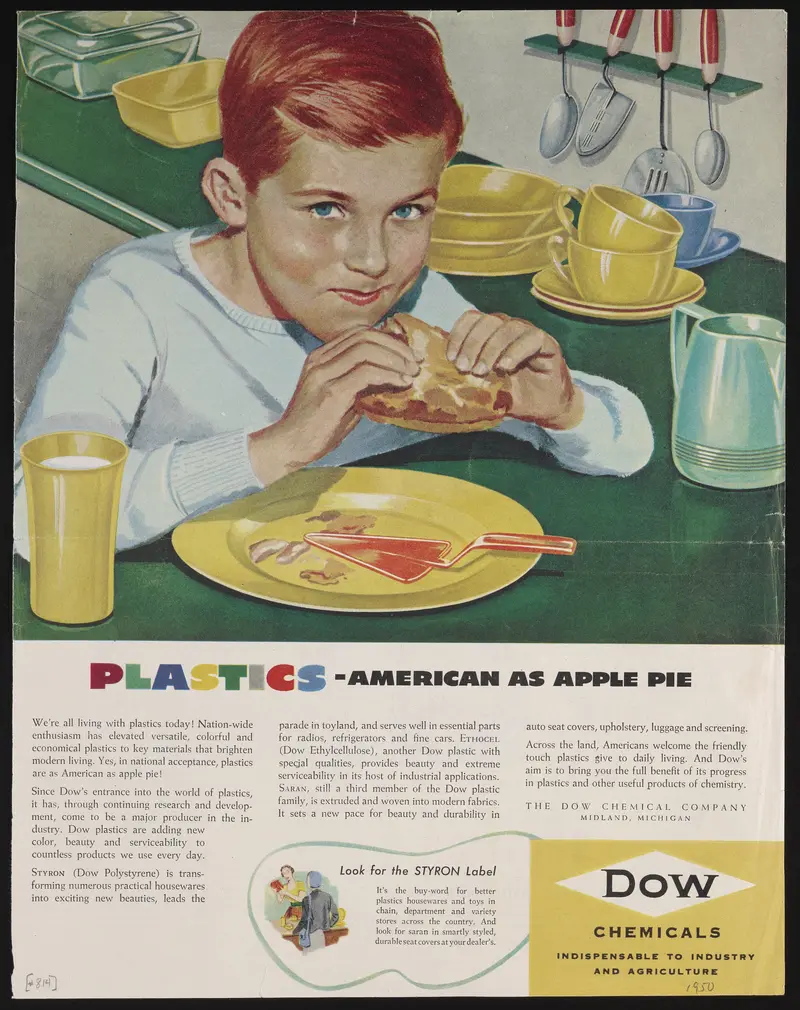 PLASTICS - AMERICAN AS APPLE PIE
We're all living with plastics today! Nation-wide
enthusiasm has elevated versatile, colorful and
economical plastics to key materials that brighten
modern living. Yes, in national acceptance, plastics
are as American as apple pie!
Since Dow's entrance into the world of plastics,
it has, through continuing research and develop-
ment, come to be a major producer in the in-
dustry. Dow plastics are adding new
color, beauty and serviceability to
countless products we use every day.
STYRON (Dow Polystyrene) is trans-
forming numerous practical housewares
into exciting new beauties, leads the
parade in toyland, and serves well in essential parts
for radios, refrigerators and fine cars. ETHOCEL
(Dow Ethylcellulose), another Dow plastic with
special qualities, provides beauty and extreme
serviceability in its host of industrial applications.
SARAN, still a third member of the Dow plastic
family, is extruded and woven into modern fabrics.
It sets a new pace for beauty and durability in
auto seat covers, upholstery, luggage and screening.
Across the land, Americans welcome the friendly
touch plastics give to daily living. And Dow's
aim is to bring you the full benefit of its progress
in plastics and other useful products of chemistry.
THE DOW CHEMICAL COMPANY
MIDLAND, MICHIGAN
Look for the STYRON Label
It's the buy-word for better
plastics housewares and toys in
chain, department and variety
stores across the country. And
look for saran in smartly styled,
durable seat covers at your dealer's.
DOW
CHEMICALS
INDISPENSABLE TO INDUSTRY
AND AGRICULTURE
1950
[#814]